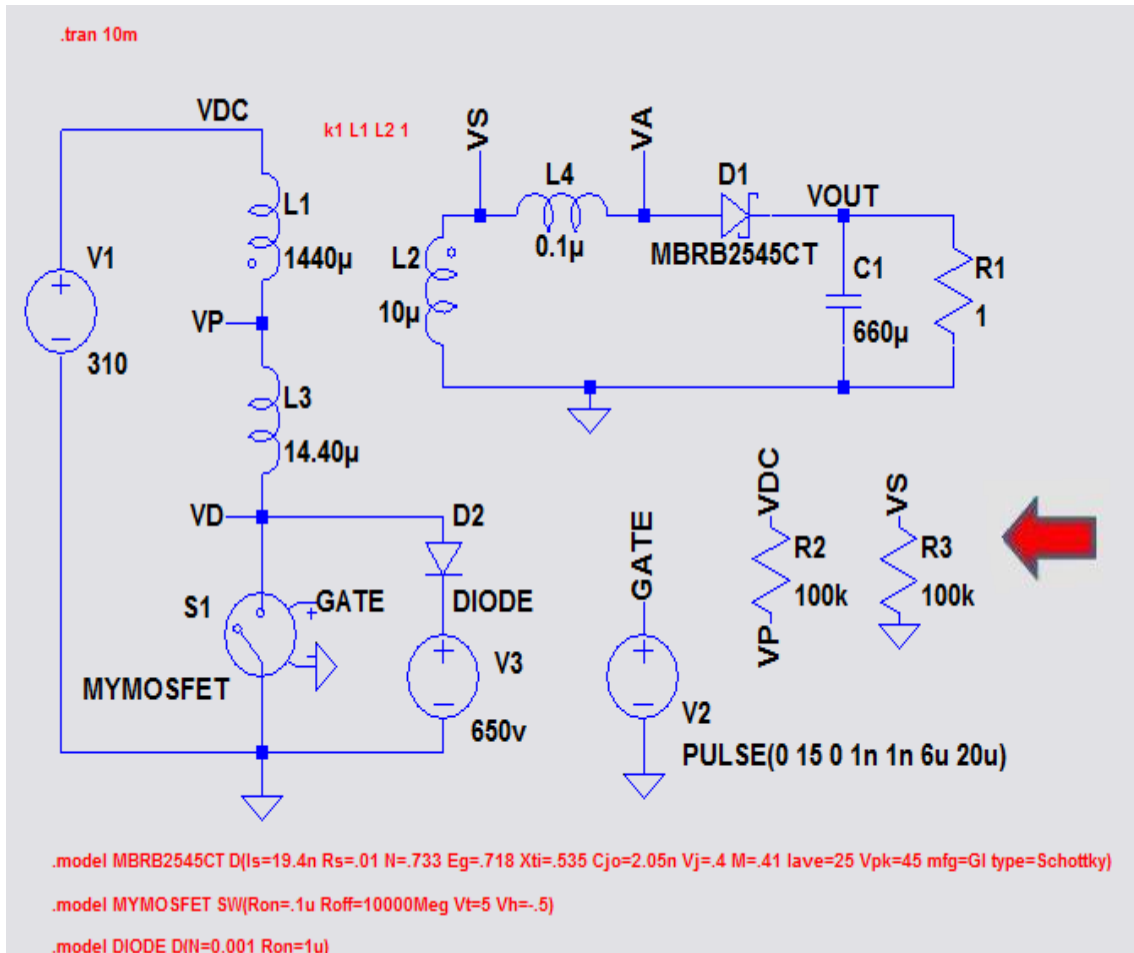 .tran 10m
VDC
k1 L1 L2 1
VS
VA
L1
1440µ
L4
0.1µ
D1
MBRB2545CT
VOUT
V1
310
L2
10µ
C1
660µ
R1
1
VP
L3
14.40µ
VD
D2
DIODE
S1
GATE
MYMOSFET
V3
650v
GATE
V2
PULSE(0 15 0 1n 1n 6u 20u)
VDC
R2
100k
VP
VS
R3
100k
.model MBRB2545CT D(Is=19.4n Rs=.01 N=.733 Eg=.718 Xti=.535 Cjo=2.05n Vj=.4 M=.41 Iave=25 Vpk=45 mfg=GI type=Schottky)
.model MYMOSFET SW(Ron=.1u Roff=10000Meg Vt=5 Vh=-.5)
.model DIODE D(N=0.001 Ron=1u)